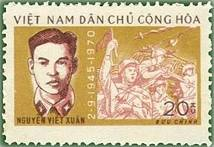 VIỆT NAM DÂN CHỦ CỘNG HÒA
2-9-1945-1970
20đ
NGUYỄN VIẾT XUÂN
BƯU CHÍNH